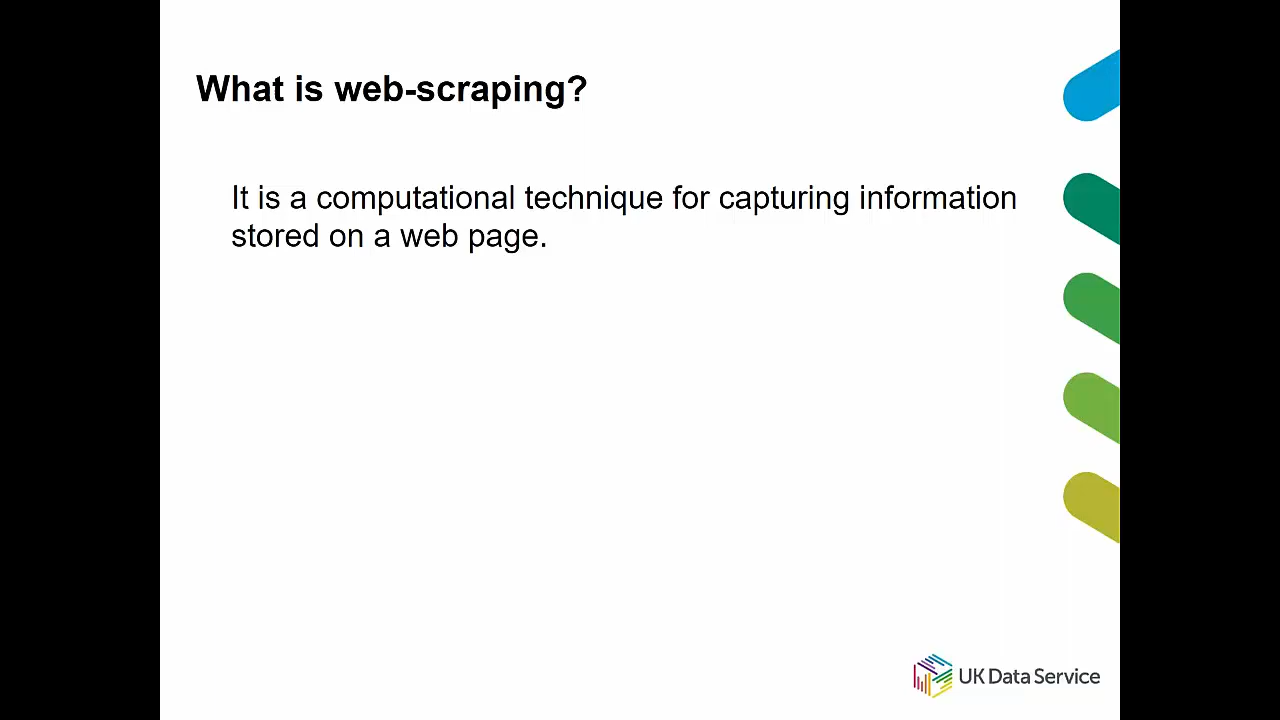 What is web-scraping?
It is a computational technique for capturing information
stored on a web page.
UK Data Service